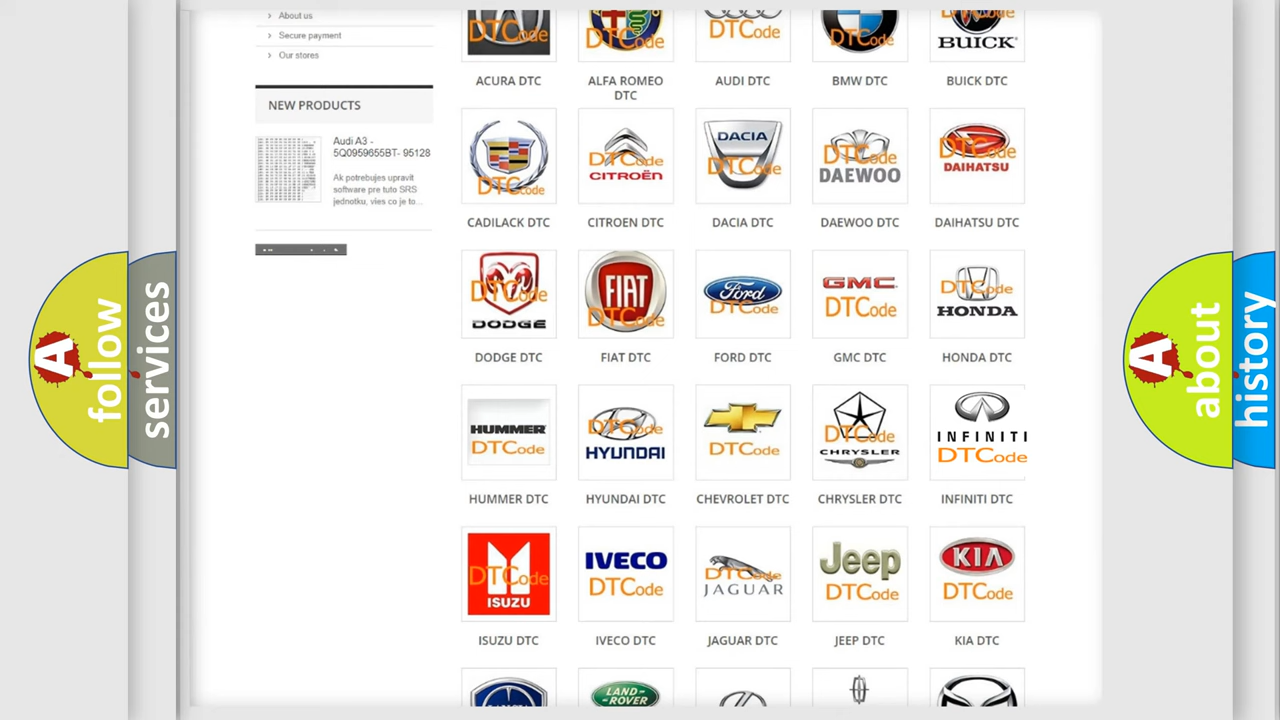 About us
Secure payment
Our stores
NEW PRODUCTS
Audi A3 -
5Q0959655BT- 95128
Ak potrebujes upravit
software pre tuto SRS
jednotku, vies co je to...
A
follow
services
A
about
history
DTCode
DTCode
DTCode
DTCode
BUICK
ACURA DTC
ALFA ROMEO
DTC
AUDI DTC
BMW DTC
BUICK DTC
DTCode
DTCode
CITROËN
DACIA
DTCode
DTCode
DAEWOO
DTCode
DAIHATSU
CADILACK DTC
CITROEN DTC
DACIA DTC
DAEWOO DTC
DAIHATSU DTC
DTCode
DODGE
FIAT
DTCode
Ford
DTCode
GMC
DTCode
DTCode
HONDA
DODGE DTC
FIAT DTC
FORD DTC
GMC DTC
HONDA DTC
HUMMER
DTCode
DTCode
HYUNDAI
DTCode
DTCode
CHRYSLER
INFINITI
DTCode
HUMMER DTC
HYUNDAI DTC
CHEVROLET DTC
CHRYSLER DTC
INFINITI DTC
DTCode
ISUZU
IVECO
DTCode
DTCode
JAGUAR
Jeep
DTCode
KIA
DTCode
ISUZU DTC
IVECO DTC
JAGUAR DTC
JEEP DTC
KIA DTC
LAND-
ROVER